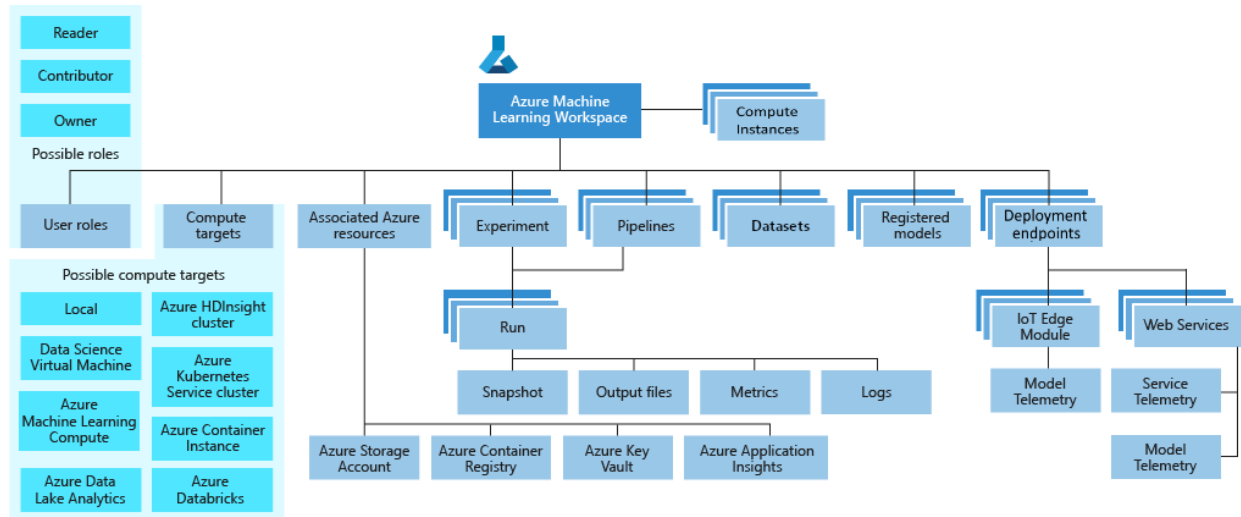 Reader
Contributor
Owner
Possible roles
User roles
Azure Machine
Learning Workspace
Compute
Instances
Compute
targets
Associated Azure
resources
Experiment
Pipelines
Datasets
Registered
models
Deployment
endpoints
Possible compute targets
Local
Azure HDInsight
cluster
Data Science
Virtual Machine
Azure
Kubernetes
Service cluster
Azure
Machine Learning
Compute
Azure Container
Instance
Azure Data
Lake Analytics
Azure
Databricks
Run
Snapshot
Output files
Metrics
Logs
Azure Storage
Account
Azure Container
Registry
Azure Key
Vault
Azure Application
Insights
IoT Edge
Module
Web Services
Model
Telemetry
Service
Telemetry
Model
Telemetry